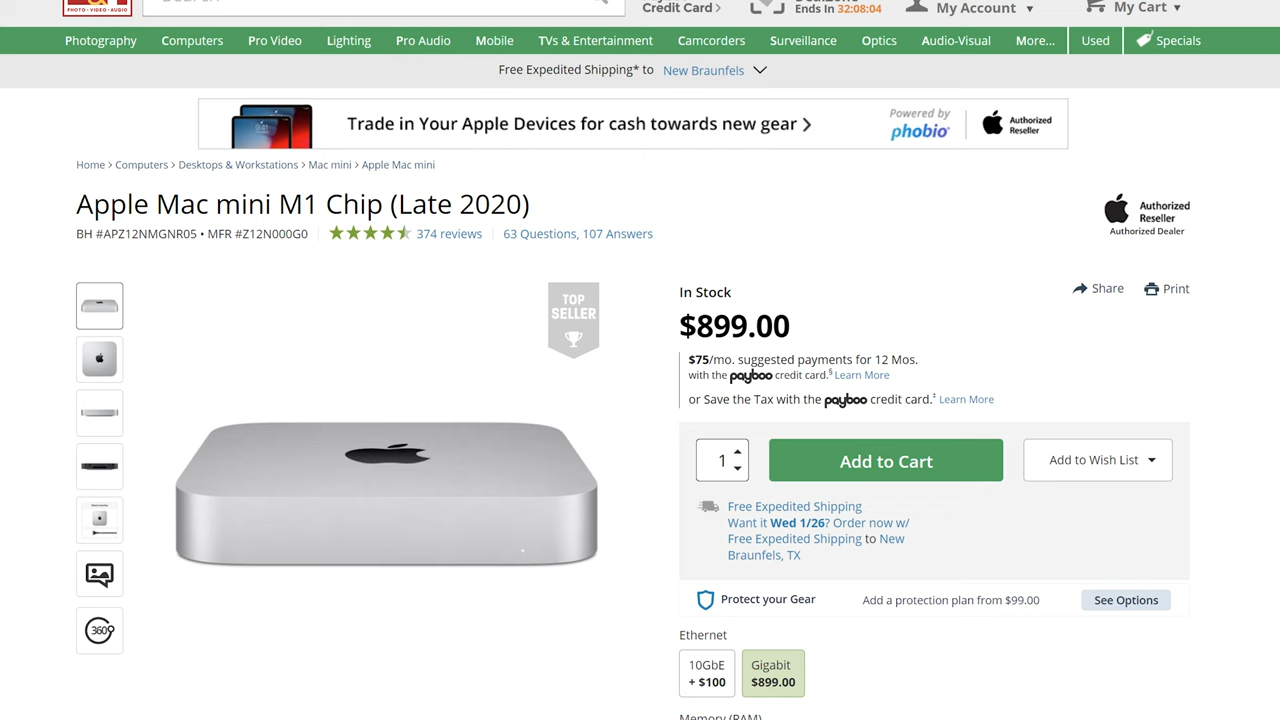 PHOTO • VIDEO • AUDIO
Credit Card >
Ends In 32:08:04
My Account
My Cart
Photography Computers Pro Video Lighting Pro Audio Mobile TVs & Entertainment Camcorders Surveillance Optics Audio-Visual More... Used Specials
Free Expedited Shipping* to New Braunfels
Trade in Your Apple Devices for cash towards new gear >
Powered by
phobio
Authorized
Reseller
Home > Computers > Desktops & Workstations > Mac mini > Apple Mac mini
Apple Mac mini M1 Chip (Late 2020)
BH #APZ12NMGNR05 • MFR #Z12N000G0
374 reviews
63 Questions, 107 Answers
Authorized
Reseller
Authorized Dealer
TOP
SELLER
360
In Stock
Share
Print
$899.00
$75/mo. suggested payments for 12 Mos.
with the payboo credit card.§ Learn More
or Save the Tax with the payboo credit card.‡ Learn More
1
Add to Cart
Add to Wish List
Free Expedited Shipping
Want it Wed 1/26? Order now w/
Free Expedited Shipping to New
Braunfels, TX
Protect your Gear
Add a protection plan from $99.00
See Options
Ethernet
10GbE
+ $100
Gigabit
$899.00
Memory (RAM)